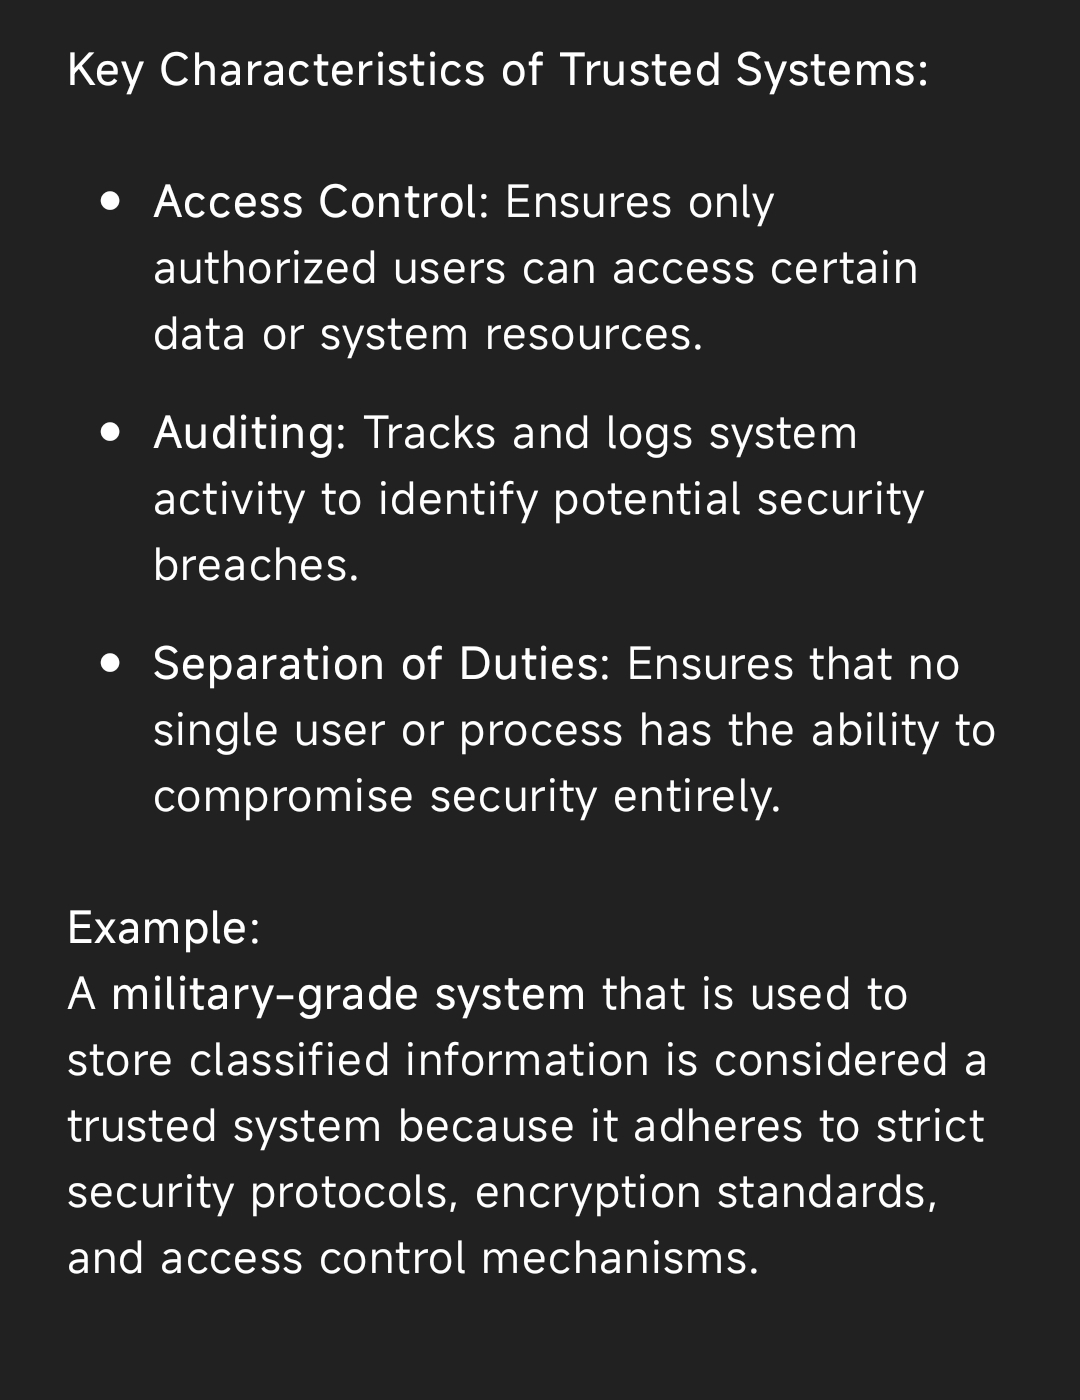 Key Characteristics of Trusted Systems:
• Access Control: Ensures only
authorized users can access certain
data or system resources.
• Auditing: Tracks and logs system
activity to identify potential security
breaches.
• Separation of Duties: Ensures that no
single user or process has the ability to
compromise security entirely.
Example:
A military-grade system that is used to
store classified information is considered a
trusted system because it adheres to strict
security protocols, encryption standards,
and access control mechanisms.